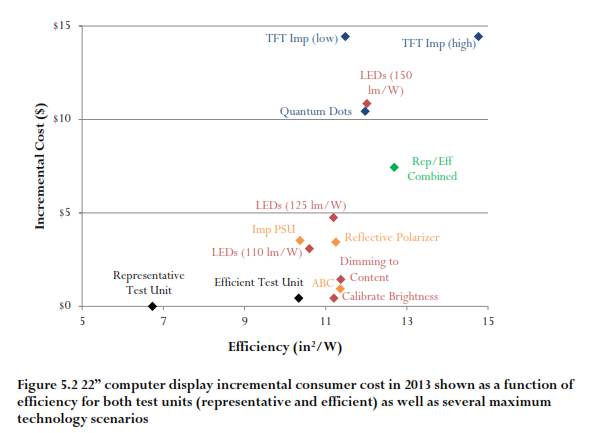 $15
TFT Imp (low)
TFT Imp (high)
LEDs (150
lm/W)
$10
Quantum Dots
Incremental Cost ($)
Rep/Eff
Combined
LEDs (125 lm/W)
$5
Imp PSU
Reflective Polarizer
LEDs (110 lm/W)
Dimming to
Content
Representative
Test Unit
Efficient Test Unit
ABC
Calibrate Brightness
$0
5 7 9 11 13 15
Efficiency (in²/W)
Figure 5.2 22” computer display incremental consumer cost in 2013 shown as a function of
efficiency for both test units (representative and efficient) as well as several maximum
technology scenarios